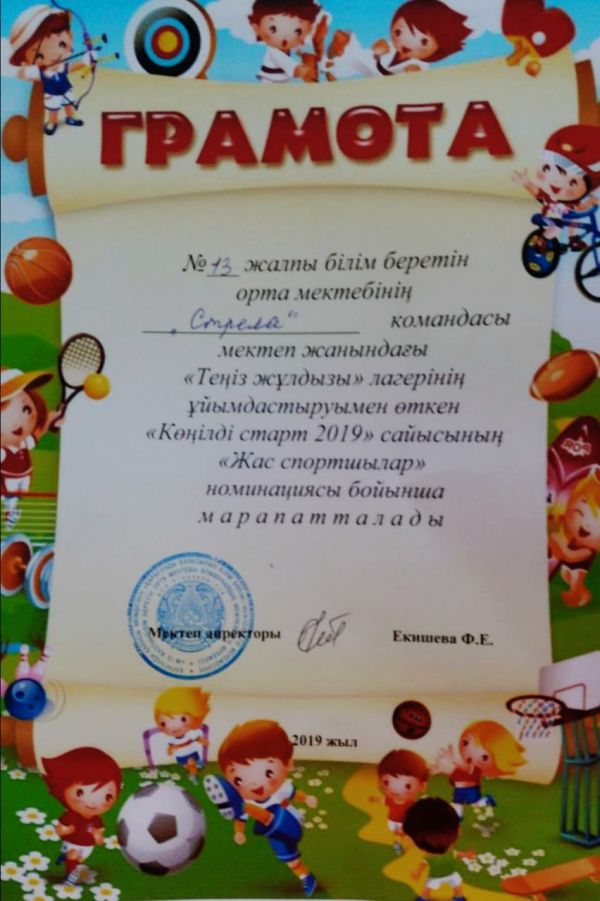 ГРАМОТА
№ 13 жалпы білім беретін
орта мектебінің
„Стрела“ командасы
мектеп жанындағы
«Теңіз жұлдызы» лагерінің
ұйымдастыруымен өткен
«Көңілді старт 2019» сайысының
«Жас спортшылар»
номинациясы бойынша
марапатталады
Мектеп директоры Екишева Ф.Е.
2019 жыл